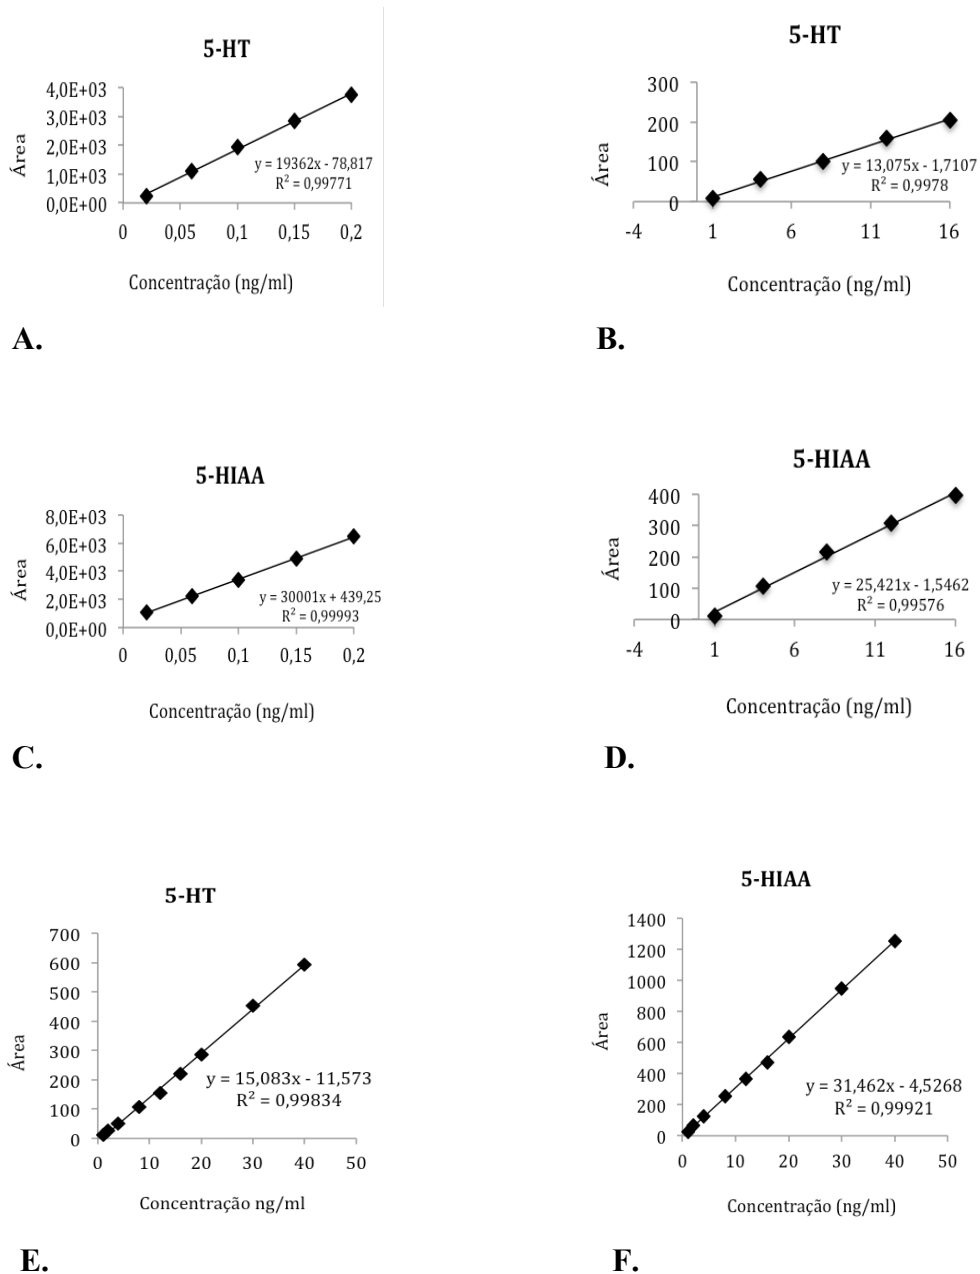 5-HT
4,0E+03
3,0E+03
2,0E+03
1,0E+03
0,0E+00
Área
y = 19362x - 78,817
R² = 0,99771
0 0,05 0,1 0,15 0,2
Concentração (ng/ml)
A.
5-HT
300
200
100
0
Área
y = 13,075x - 1,7107
R² = 0,9978
-4 1 6 11 16
Concentração (ng/ml)
B.
5-HIAA
8,0E+03
6,0E+03
4,0E+03
2,0E+03
0,0E+00
Área
y = 30001x + 439,25
R² = 0,99993
0 0,05 0,1 0,15 0,2
Concentração (ng/ml)
C.
5-HIAA
400
300
200
100
0
Área
y = 25,421x - 1,5462
R² = 0,99576
-4 1 6 11 16
Concentração (ng/ml)
D.
5-HT
700
600
500
400
300
200
100
0
Área
y = 15,083x - 11,573
R² = 0,99834
0 10 20 30 40 50
Concentração ng/ml
E.
5-HIAA
1400
1200
1000
800
600
400
200
0
Área
y = 31,462x - 4,5268
R² = 0,99921
0 10 20 30 40 50
Concentração (ng/ml)
F.